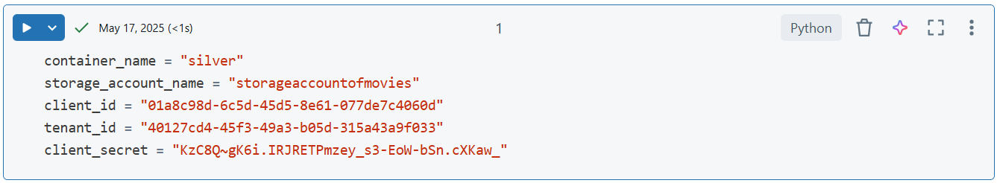 May 17, 2025 (<1s)
1
Python
container_name = "silver"
storage_account_name = "storageaccountofmovies"
client_id = "01a8c98d-6c5d-45d5-8e61-077de7c4060d"
tenant_id = "40127cd4-45f3-49a3-b05d-315a43a9f033"
client_secret = "KzC8Q~gK6i.IRJRETPmzey_s3-EoW-bSn.cXKaw_"